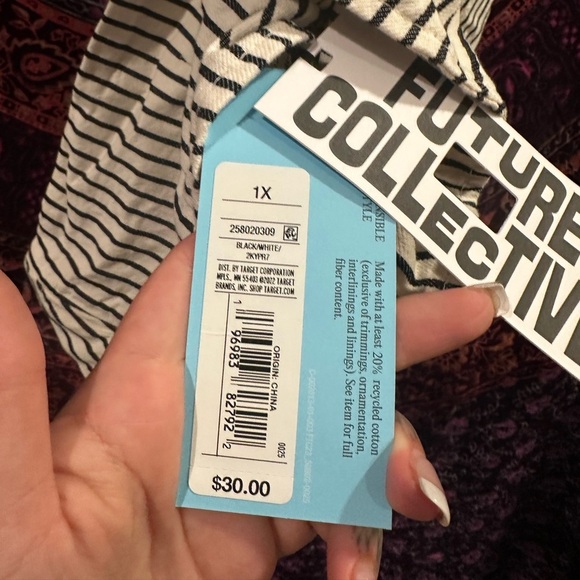 FUTURE
COLLECTIVE
1X
258020309
BLACK/WHITE/
2KYPR7
DIST. BY TARGET CORPORATION
MPLS., MN 55403 ©2022 TARGET
BRANDS, INC. SHOP TARGET.COM
ORIGIN: CHINA
1 96983 82792 2
0025
$30.00
Made with at least 20% recycled cotton
(exclusive of trimmings, ornamentation,
interlinings and linings). See item for full
fiber content.